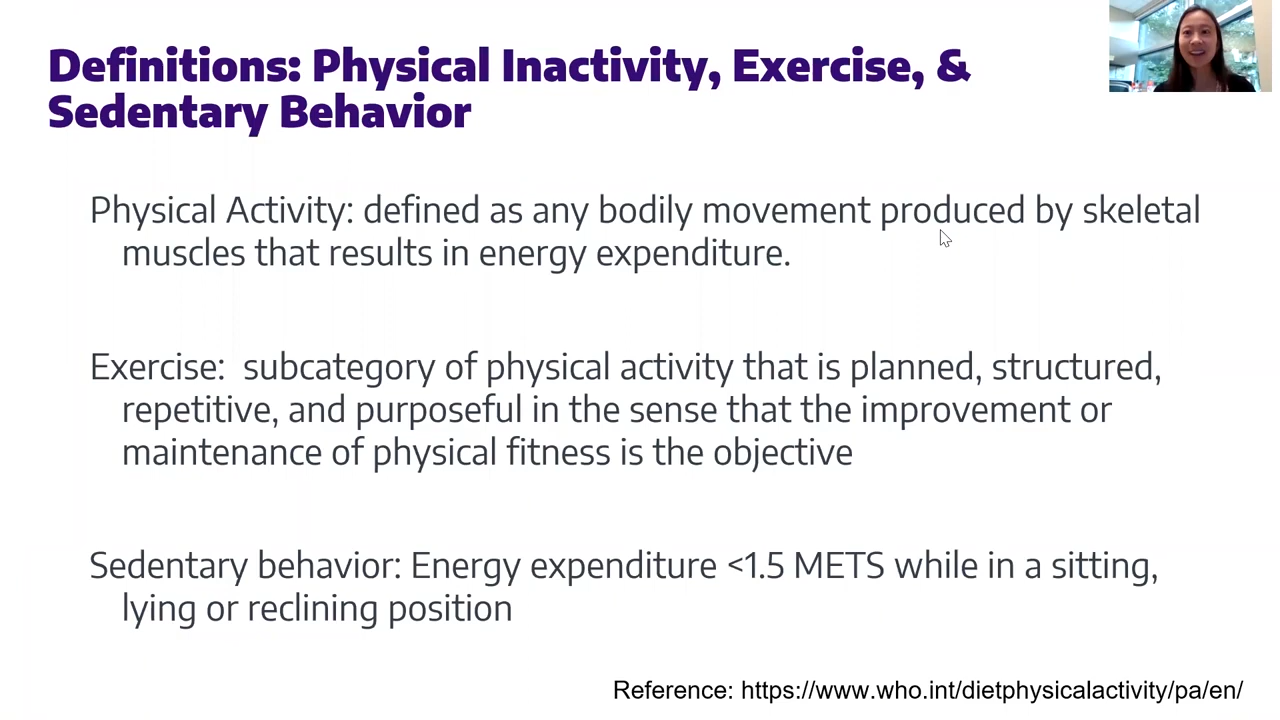 Definitions: Physical Inactivity, Exercise, &
Sedentary Behavior
Physical Activity: defined as any bodily movement produced by skeletal
muscles that results in energy expenditure.
Exercise:  subcategory of physical activity that is planned, structured,
repetitive, and purposeful in the sense that the improvement or
maintenance of physical fitness is the objective
Sedentary behavior: Energy expenditure <1.5 METS while in a sitting,
lying or reclining position
Reference: https://www.who.int/dietphysicalactivity/pa/en/